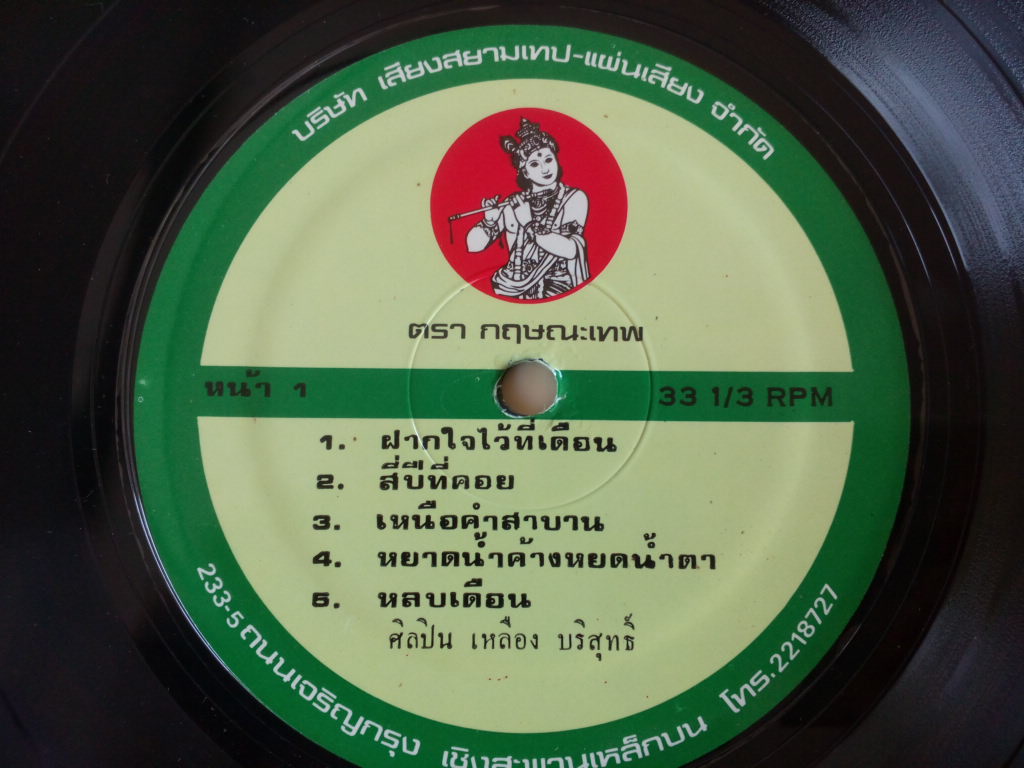 บริษัท เสียงสยามเทป-แผ่นเสียง จำกัด
ตรา กฤษณะเทพ
หน้า 1
33 1/3 RPM
1. ฝากใจไว้ที่เดือน
2. สี่ปีที่คอย
3. เหนือคำสาบาน
4. หยาดน้ำค้างหยดน้ำตา
5. หลบเดือน
ศิลปิน เหลือง บริสุทธิ์
233-5 ถนนเจริญกรุง เชิงสะพานเหล็กบน โทร.2218727